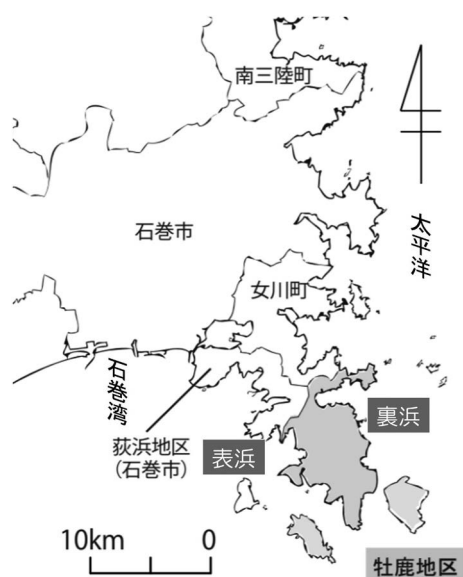 南三陸町
太平洋
石巻市
女川町
石巻湾
荻浜地区
(石巻市)
表浜
裏浜
10km 0
牡鹿地区